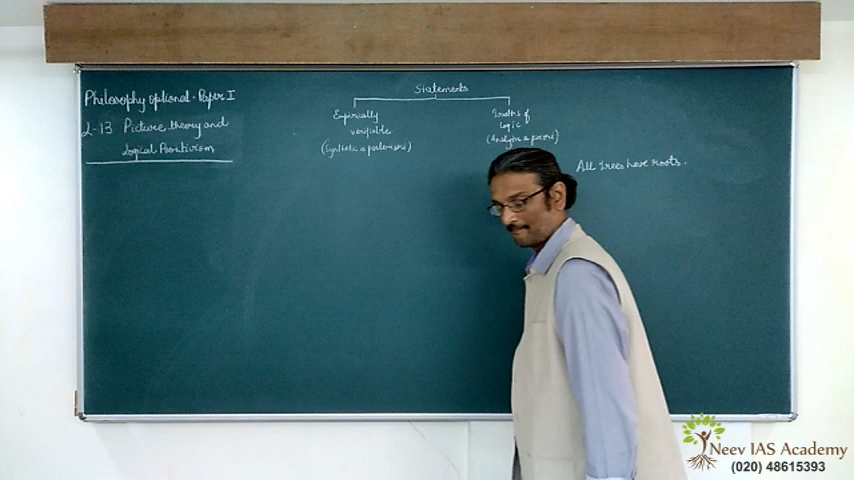 Philosophy optional - Paper I
L-13 Picture theory and
Logical Positivism
Statements
Empirically
verifiable
(Synthetic a posteriori)
Truths of
logic
(Analytic a priori)
All trees have roots.
Neev IAS Academy
(020) 48615393